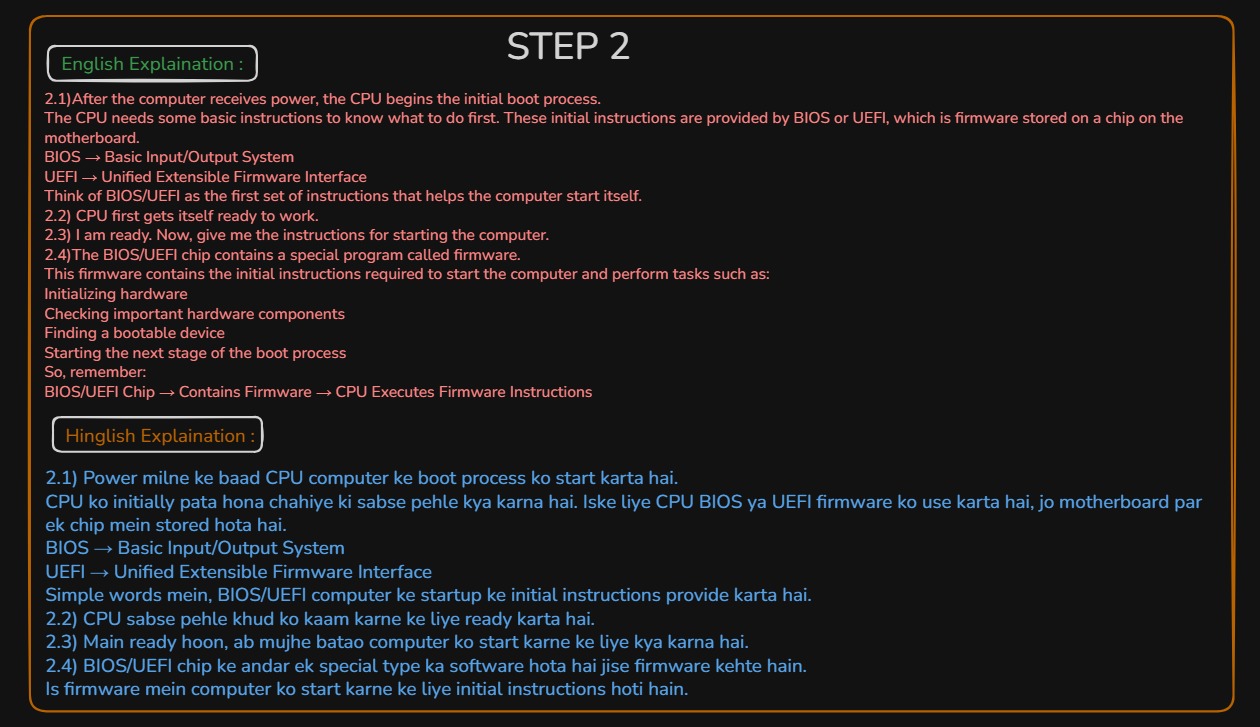 STEP 2
English Explaination :
2.1)After the computer receives power, the CPU begins the initial boot process.
The CPU needs some basic instructions to know what to do first. These initial instructions are provided by BIOS or UEFI, which is firmware stored on a chip on the
motherboard.
BIOS → Basic Input/Output System
UEFI → Unified Extensible Firmware Interface
Think of BIOS/UEFI as the first set of instructions that helps the computer start itself.
2.2) CPU first gets itself ready to work.
2.3) I am ready. Now, give me the instructions for starting the computer.
2.4)The BIOS/UEFI chip contains a special program called firmware.
This firmware contains the initial instructions required to start the computer and perform tasks such as:
Initializing hardware
Checking important hardware components
Finding a bootable device
Starting the next stage of the boot process
So, remember:
BIOS/UEFI Chip → Contains Firmware → CPU Executes Firmware Instructions
Hinglish Explaination :
2.1) Power milne ke baad CPU computer ke boot process ko start karta hai.
CPU ko initially pata hona chahiye ki sabse pehle kya karna hai. Iske liye CPU BIOS ya UEFI firmware ko use karta hai, jo motherboard par
ek chip mein stored hota hai.
BIOS → Basic Input/Output System
UEFI → Unified Extensible Firmware Interface
Simple words mein, BIOS/UEFI computer ke startup ke initial instructions provide karta hai.
2.2) CPU sabse pehle khud ko kaam karne ke liye ready karta hai.
2.3) Main ready hoon, ab mujhe batao computer ko start karne ke liye kya karna hai.
2.4) BIOS/UEFI chip ke andar ek special type ka software hota hai jise firmware kehte hain.
Is firmware mein computer ko start karne ke liye initial instructions hoti hain.